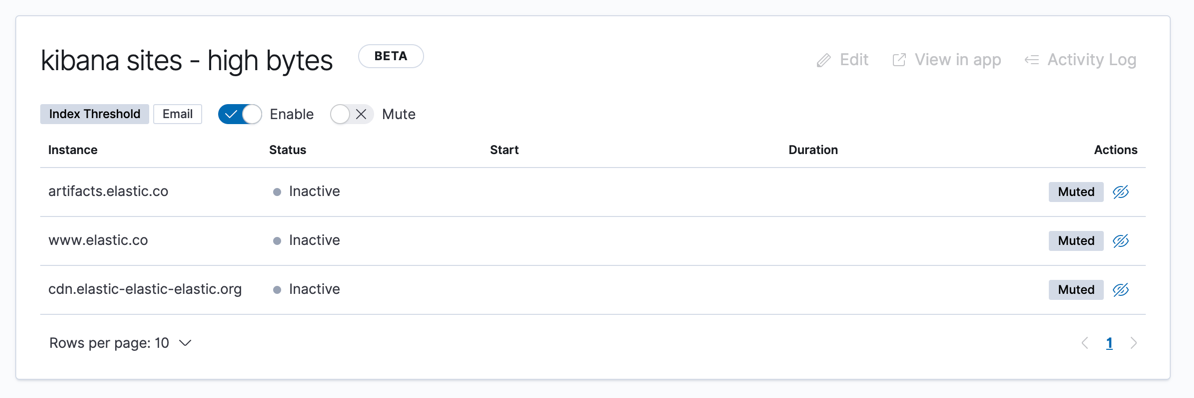 kibana sites - high bytes BETA Edit View in app Activity Log
Index Threshold Email Enable Mute
Instance Status Start Duration Actions
artifacts.elastic.co Inactive Muted
www.elastic.co Inactive Muted
cdn.elastic-elastic-elastic.org Inactive Muted
Rows per page: 10 1